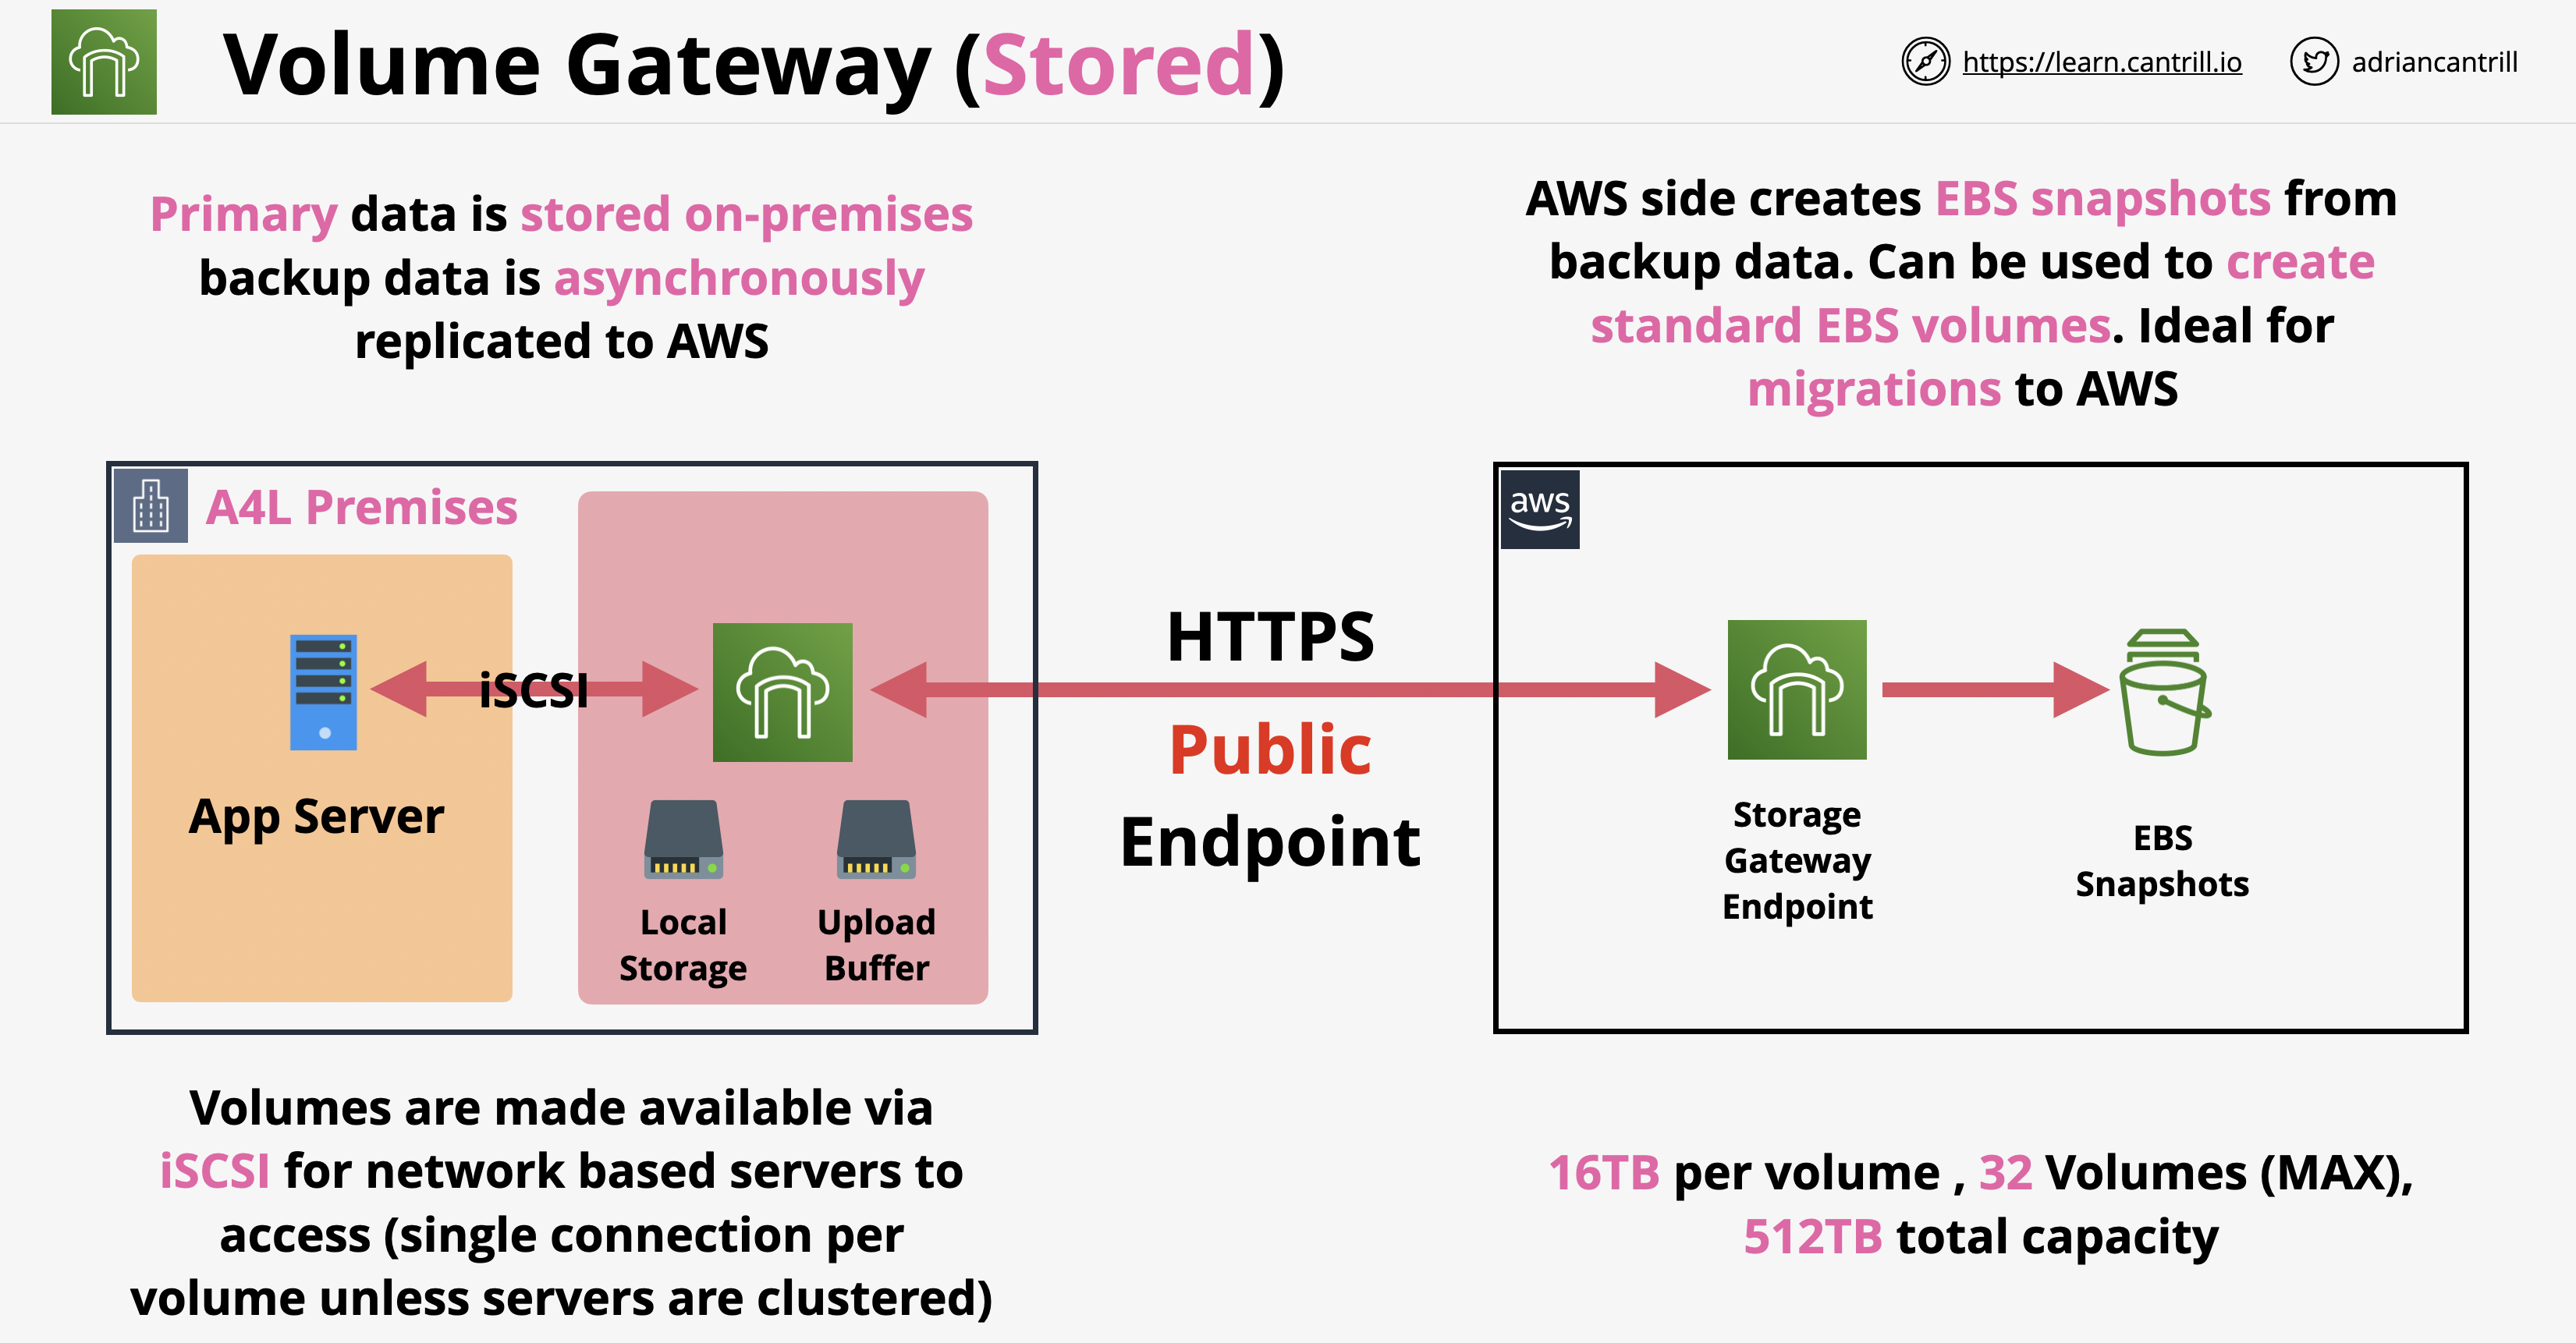 Volume Gateway (Stored)
https://learn.cantrill.io
adriancantrill
Primary data is stored on-premises
backup data is asynchronously
replicated to AWS
AWS side creates EBS snapshots from
backup data. Can be used to create
standard EBS volumes. Ideal for
migrations to AWS
A4L Premises
App Server
iSCSI
Local
Storage
Upload
Buffer
HTTPS
Public
Endpoint
aws
Storage
Gateway
Endpoint
EBS
Snapshots
Volumes are made available via
iSCSI for network based servers to
access (single connection per
volume unless servers are clustered)
16TB per volume , 32 Volumes (MAX),
512TB total capacity